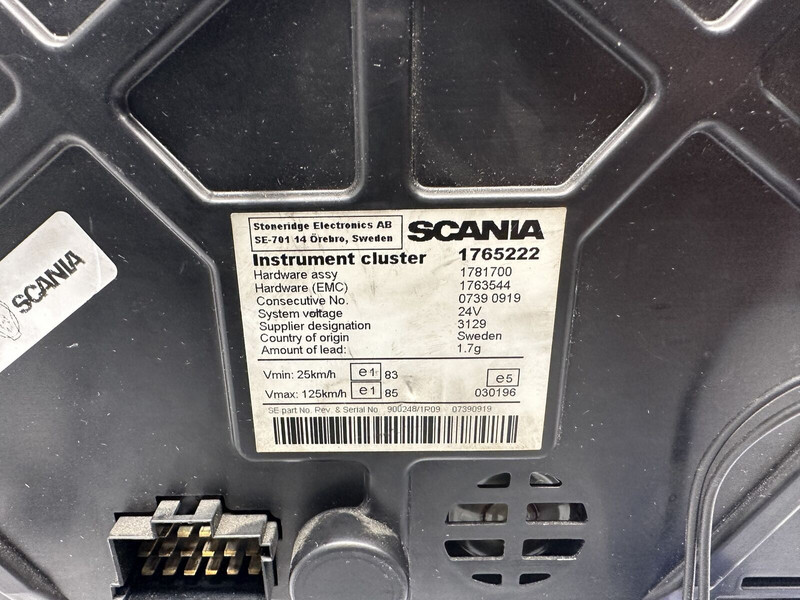 Stoneridge Electronics AB
SE-701 14 Örebro, Sweden
SCANIA
Instrument cluster 1765222
Hardware assy 1781700
Hardware (EMC) 1763544
Consecutive No. 0739 0919
System voltage 24V
Supplier designation 3129
Country of origin Sweden
Amount of lead: 1.7g
Vmin: 25km/h e1 83
e5
Vmax: 125km/h e1 85 030196
SE part No. Rev. & Serial No 900248/1R09 07390919
SCANIA